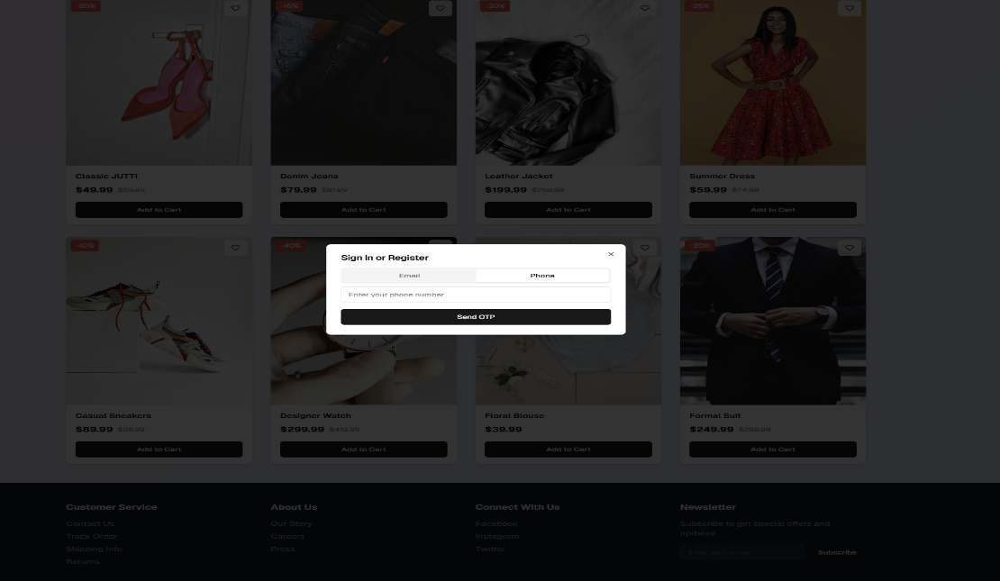 -20%
-15%
-30%
-25%
Classic JUTTI
$49.99
Add to Cart
Denim Jeans
$79.99
Add to Cart
Leather Jacket
$199.99
Add to Cart
Summer Dress
$59.99 $74.99
Add to Cart
-10%
-40%
-20%
Casual Sneakers
$89.99 $98.99
Add to Cart
Designer Watch
$299.99 $419.99
Add to Cart
Floral Blouse
$39.99
Add to Cart
Formal Suit
$249.99 $299.99
Add to Cart
Sign In or Register
×
Email Phone
Enter your phone number
Send OTP
Customer Service
Contact Us
Track Order
Shipping Info
Returns
About Us
Our Story
Careers
Press
Connect With Us
Facebook
Instagram
Twitter
Newsletter
Subscribe to get special offers and
updates
Enter your email
Subscribe